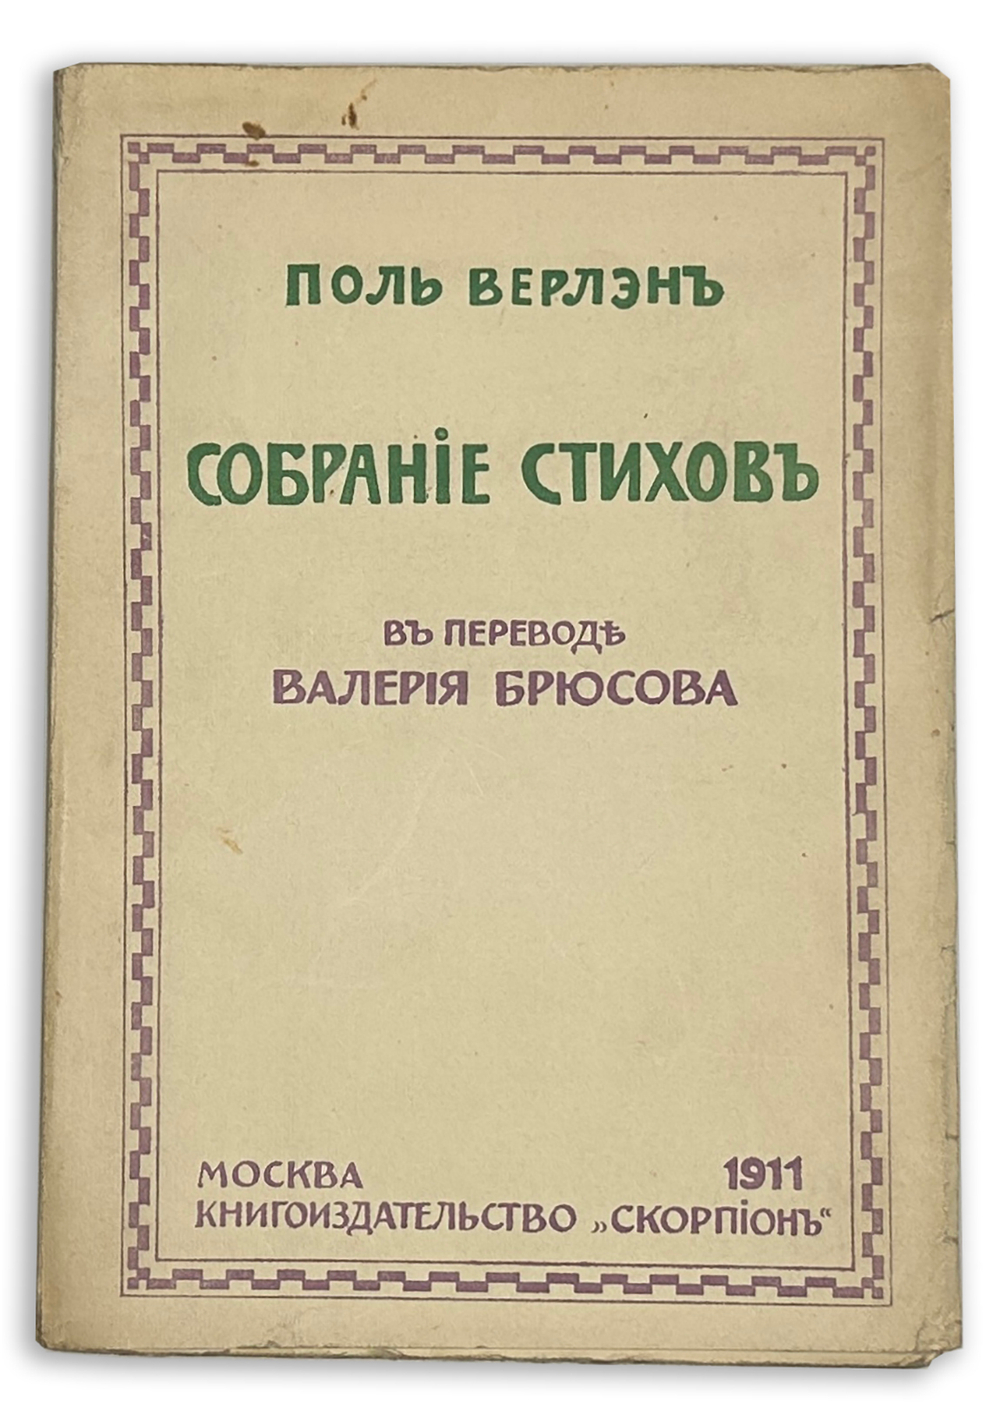 ПОЛЬ ВЕРЛЭНЪ
СОБРАНІЕ СТИХОВЪ
ВЪ ПЕРЕВОДѢ
ВАЛЕРІЯ БРЮСОВА
МОСКВА 1911
КНИГОИЗДАТЕЛЬСТВО „СКОРПІОНЪ“